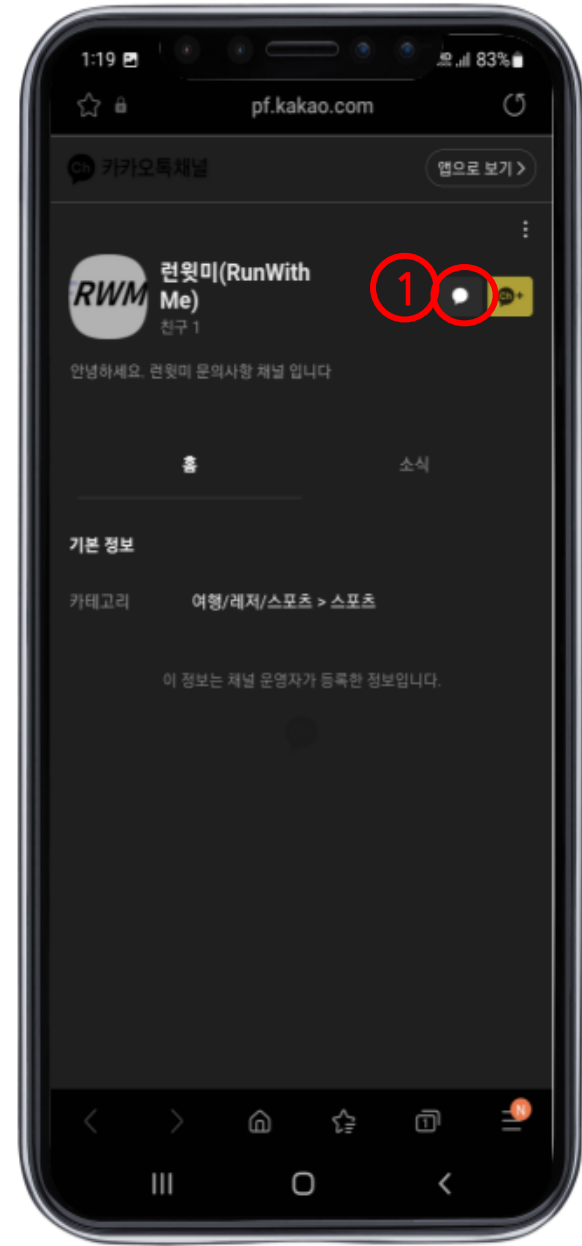 1:19
83%
pf.kakao.com
Ch 카카오톡채널
앱으로 보기 >
RWM
런윗미(RunWith
Me)
1
Ch+
친구 1
안녕하세요. 런윗미 문의사항 채널 입니다
홈
소식
기본 정보
카테고리
여행/레저/스포츠 > 스포츠
이 정보는 채널 운영자가 등록한 정보입니다.
1
N